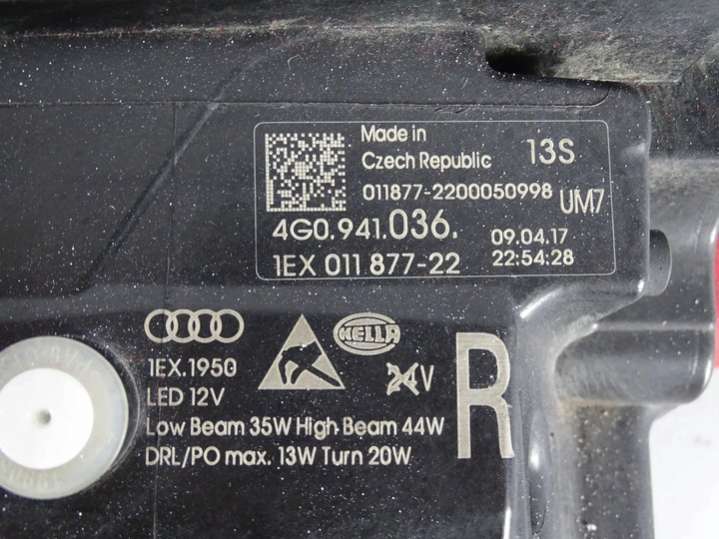 Made in
Czech Republic 13S
011877-2200050998 UM7
4G0.941.036. 09.04.17
1EX 011 877-22 22:54:28
HELLA
1EX.1950
LED 12V 24V R
Low Beam 35W High Beam 44W
DRL/PO max. 13W Turn 20W